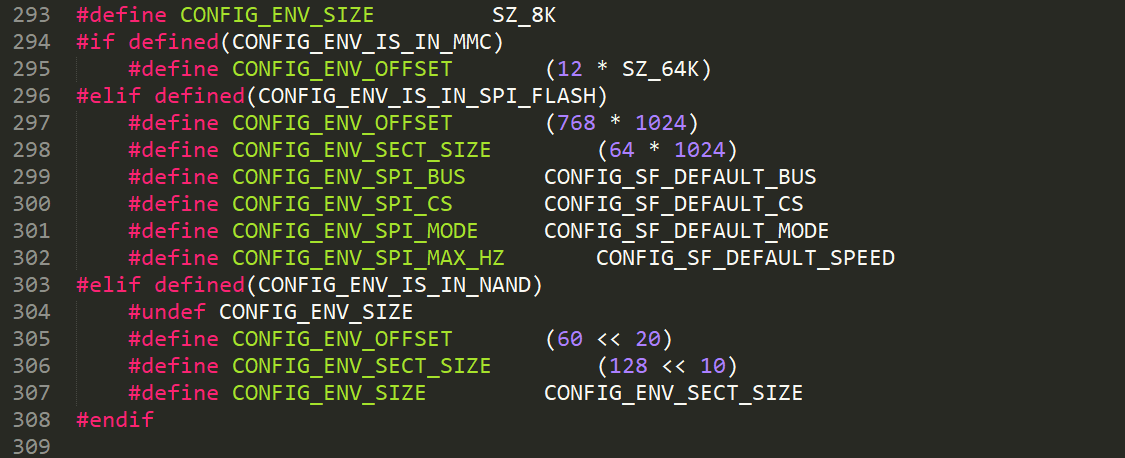 293 #define CONFIG_ENV_SIZE         SZ_8K
294 #if defined(CONFIG_ENV_IS_IN_MMC)
295     #define CONFIG_ENV_OFFSET       (12 * SZ_64K)
296 #elif defined(CONFIG_ENV_IS_IN_SPI_FLASH)
297     #define CONFIG_ENV_OFFSET       (768 * 1024)
298     #define CONFIG_ENV_SECT_SIZE        (64 * 1024)
299     #define CONFIG_ENV_SPI_BUS      CONFIG_SF_DEFAULT_BUS
300     #define CONFIG_ENV_SPI_CS       CONFIG_SF_DEFAULT_CS
301     #define CONFIG_ENV_SPI_MODE     CONFIG_SF_DEFAULT_MODE
302     #define CONFIG_ENV_SPI_MAX_HZ       CONFIG_SF_DEFAULT_SPEED
303 #elif defined(CONFIG_ENV_IS_IN_NAND)
304     #undef CONFIG_ENV_SIZE
305     #define CONFIG_ENV_OFFSET       (60 << 20)
306     #define CONFIG_ENV_SECT_SIZE        (128 << 10)
307     #define CONFIG_ENV_SIZE         CONFIG_ENV_SECT_SIZE
308 #endif
309